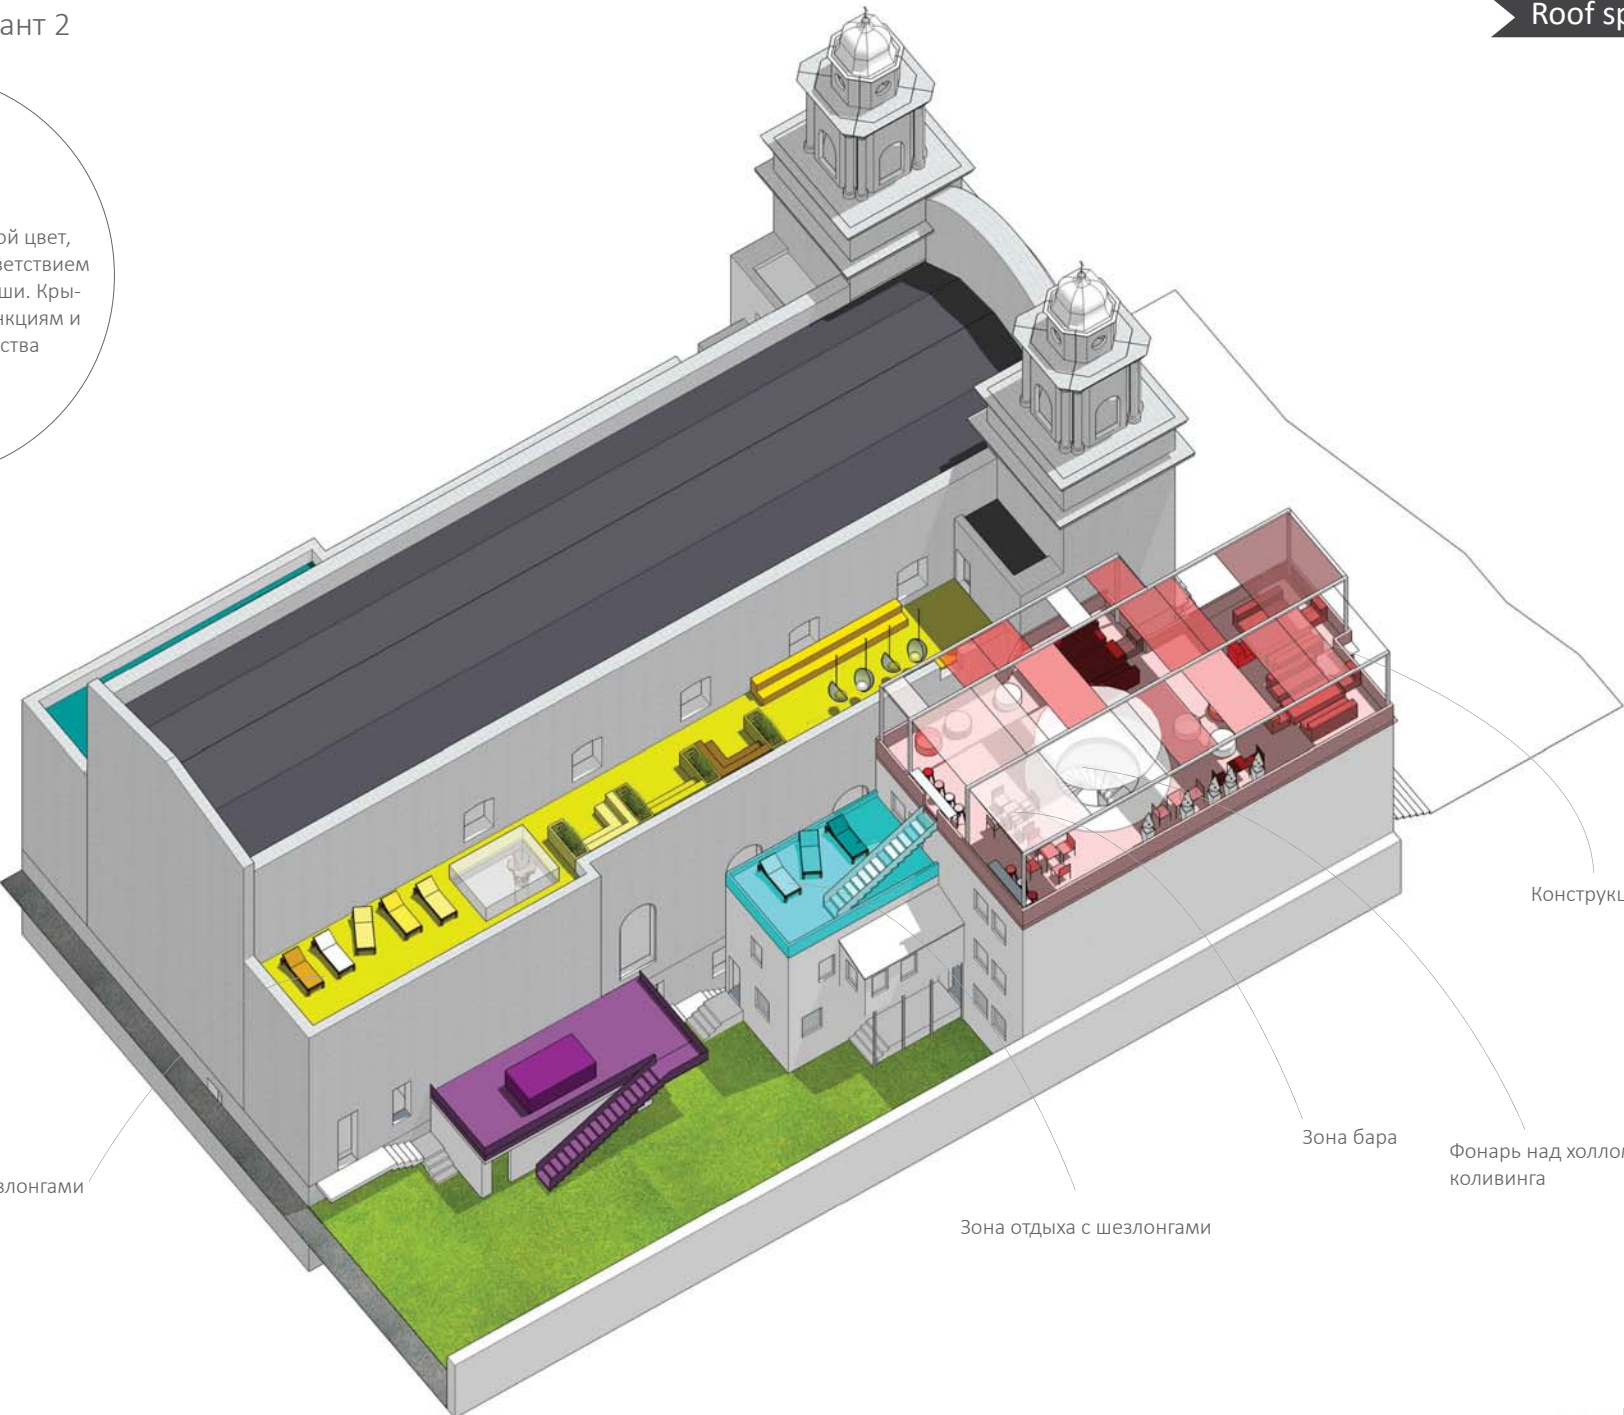 ант 2
Roof sp
ой цвет,
ветствием
ши. Кры-
нкциям и
ства
Конструкц
Зона бара
Фонарь над холлом
коливинга
злонгами
Зона отдыха с шезлонгами